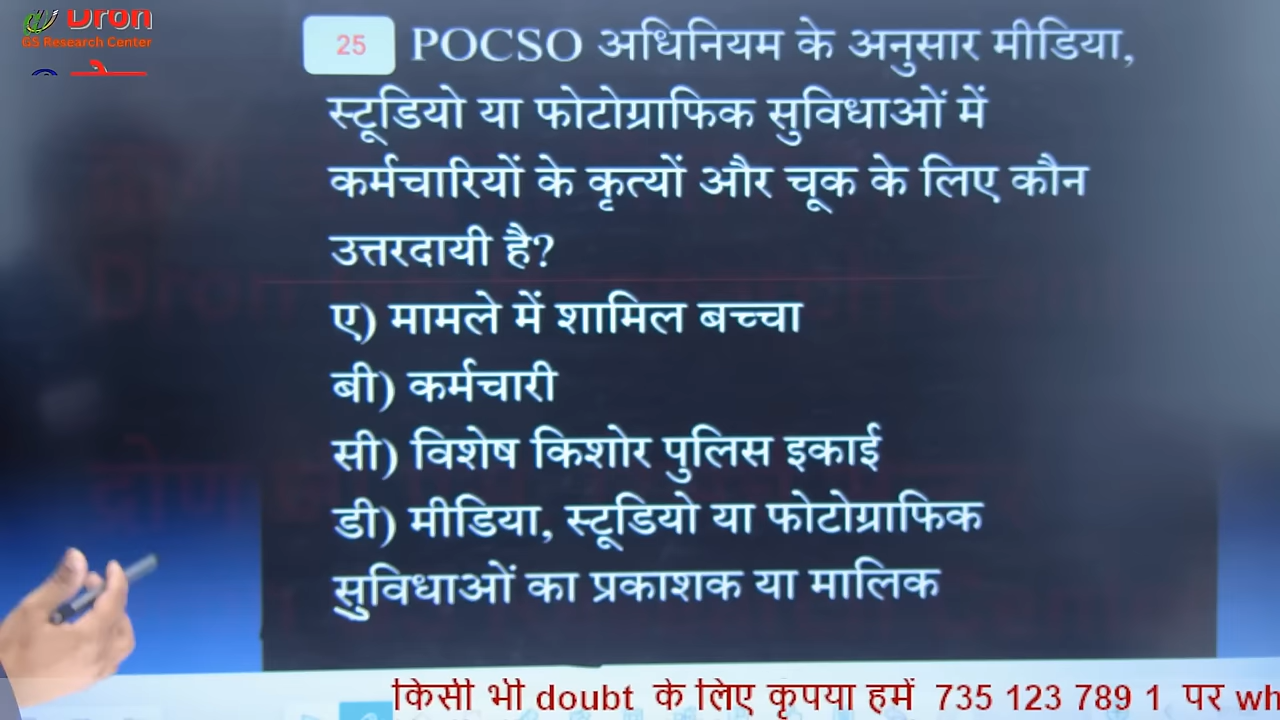 Dron
GS Research Center
25 POCSO अधिनियम के अनुसार मीडिया,
स्टूडियो या फोटोग्राफिक सुविधाओं में
कर्मचारियों के कृत्यों और चूक के लिए कौन
उत्तरदायी है?
ए) मामले में शामिल बच्चा
बी) कर्मचारी
सी) विशेष किशोर पुलिस इकाई
डी) मीडिया, स्टूडियो या फोटोग्राफिक
सुविधाओं का प्रकाशक या मालिक
किसी भी doubt के लिए कृपया हमें 735 123 789 1 पर wh